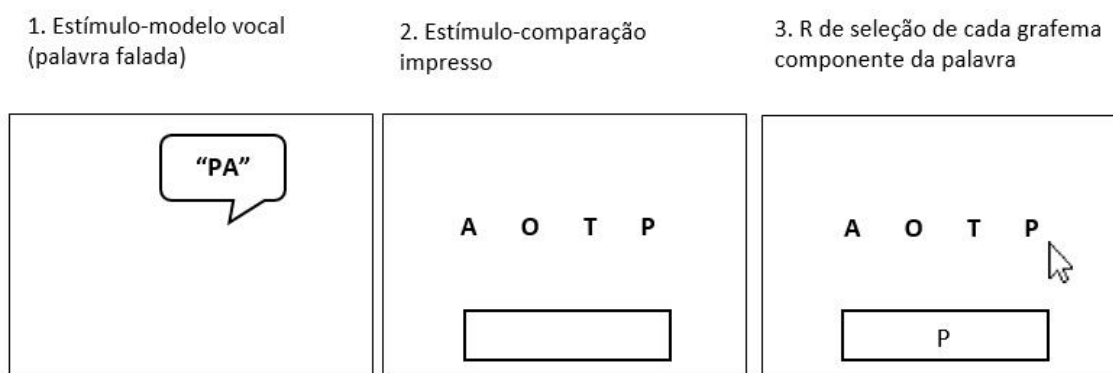 1. Estímulo-modelo vocal
(palavra falada)
2. Estímulo-comparação
impresso
3. R de seleção de cada grafema
componente da palavra
“PA”
A O T P
A O T P
P